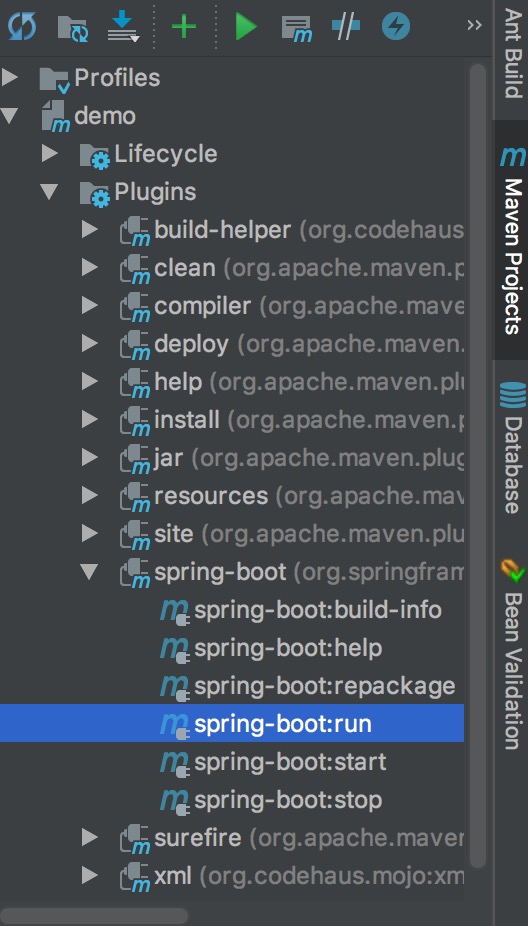 Profiles
demo
Lifecycle
Plugins
build-helper (org.codehaus
clean (org.apache.maven.p
compiler (org.apache.mave
deploy (org.apache.maven.
help (org.apache.maven.plu
install (org.apache.maven.p
jar (org.apache.maven.plug
resources (org.apache.mav
site (org.apache.maven.plu
spring-boot (org.springfram
spring-boot:build-info
spring-boot:help
spring-boot:repackage
spring-boot:run
spring-boot:start
spring-boot:stop
surefire (org.apache.maven
xml (org.codehaus.mojo:xm
Ant Build
Maven Projects
Database
Bean Validation